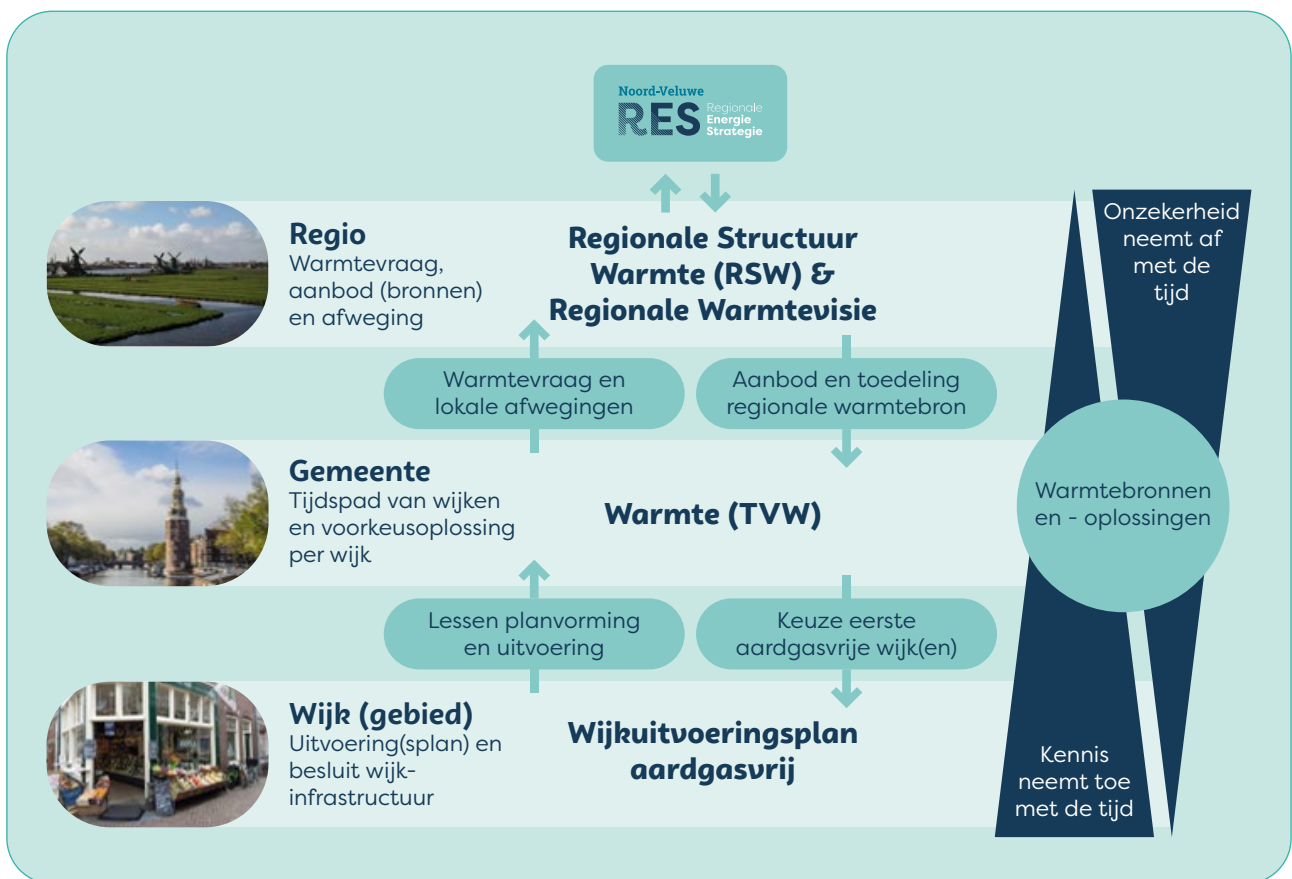 Noord-Veluwe
RES
Regionale
Energie
Strategie
Regio
Warmtevraag,
aanbod (bronnen)
en afweging
Regionale Structuur
Warmte (RSW) &
Regionale Warmtevisie
Onzekerheid
neemt af
met de
tijd
Warmtevraag en
lokale afwegingen
Aanbod en toedeling
regionale warmtebron
Gemeente
Tijdspad van wijken
en voorkeusoplossing
per wijk
Warmte (TVW)
Warmtebronnen
en - oplossingen
Lessen planvorming
en uitvoering
Keuze eerste
aardgasvrije wijk(en)
Wijk (gebied)
Uitvoering(splan) en
besluit wijk-
infrastructuur
Wijkuitvoeringsplan
aardgasvrij
Kennis
neemt toe
met de tijd